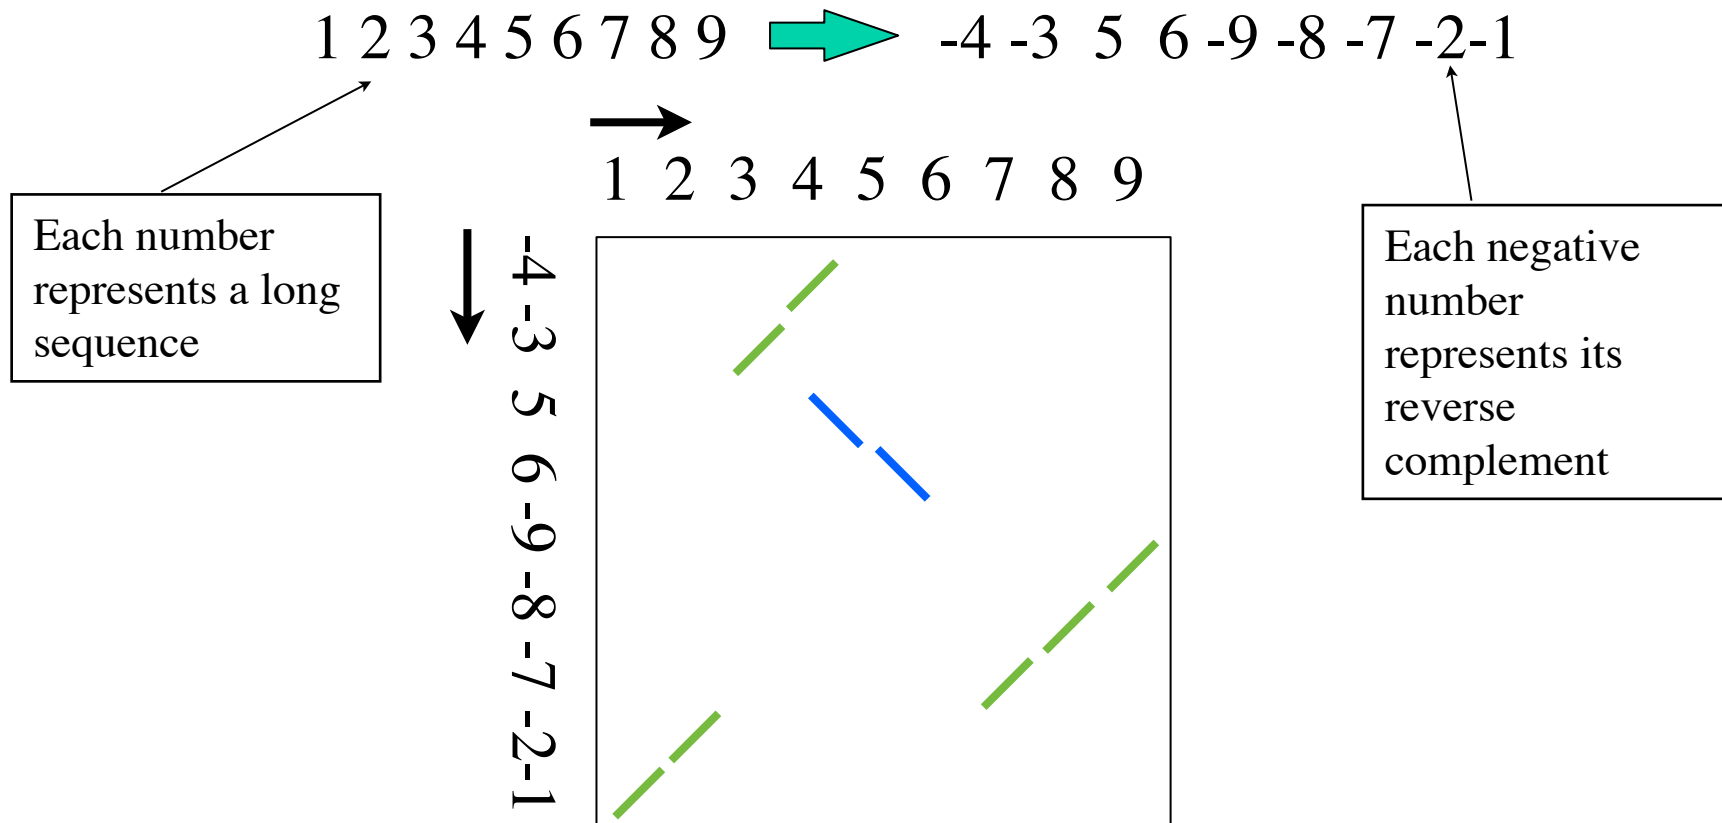 1 2 3 4 5 6 7 8 9 -4 -3 5 6 -9 -8 -7 -2-1
1 2 3 4 5 6 7 8 9
Each number
represents a long
sequence
-4 -3 5 6 -9 -8 -7 -2-1
Each negative
number
represents its
reverse
complement